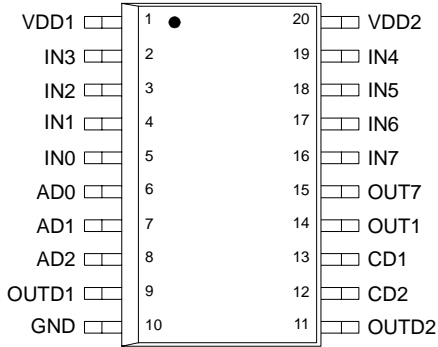 VDD1 1 20 VDD2
IN3 2 19 IN4
IN2 3 18 IN5
IN1 4 17 IN6
IN0 5 16 IN7
AD0 6 15 OUT7
AD1 7 14 OUT1
AD2 8 13 CD1
OUTD1 9 12 CD2
GND 10 11 OUTD2